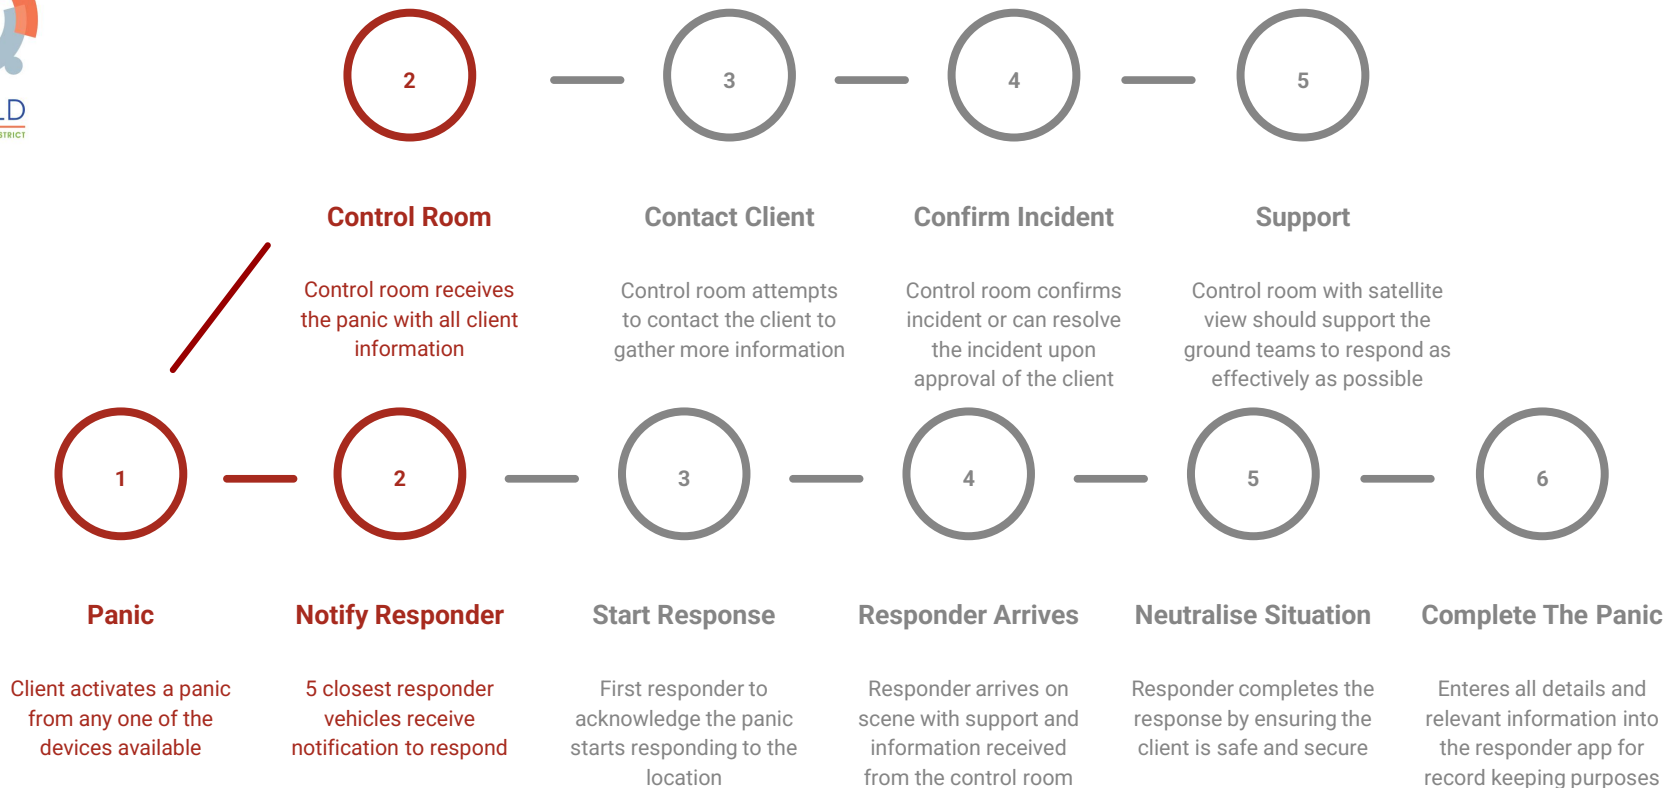 LD
STRICT
2
3
4
5
Control Room
Contact Client
Confirm Incident
Support
Control room receives
the panic with all client
information
Control room attempts
to contact the client to
gather more information
Control room confirms
incident or can resolve
the incident upon
approval of the client
Control room with satellite
view should support the
ground teams to respond as
effectively as possible
1
2
3
4
5
6
Panic
Notify Responder
Start Response
Responder Arrives
Neutralise Situation
Complete The Panic
Client activates a panic
from any one of the
devices available
5 closest responder
vehicles receive
notification to respond
First responder to
acknowledge the panic
starts responding to the
location
Responder arrives on
scene with support and
information received
from the control room
Responder completes the
response by ensuring the
client is safe and secure
Enteres all details and
relevant information into
the responder app for
record keeping purposes